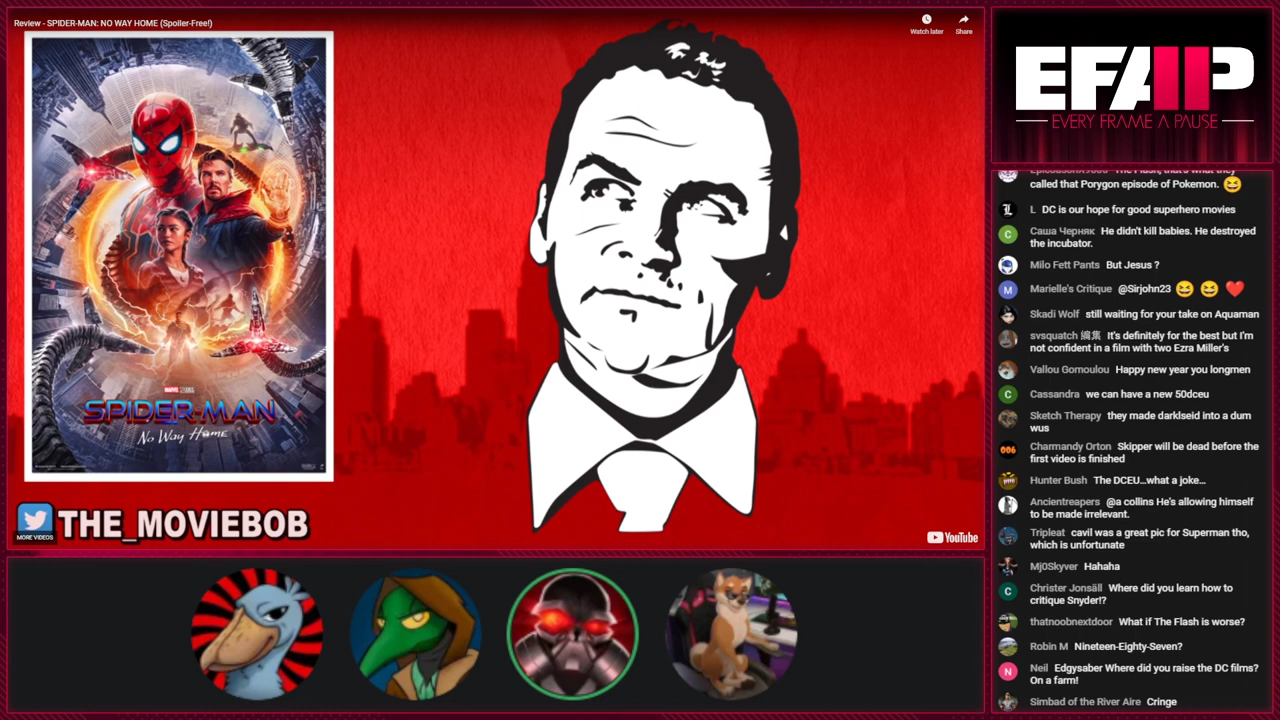 Review - SPIDER-MAN: NO WAY HOME (Spoiler-Free!)
Watch later
Share
MARVEL STUDIOS
SPIDER-MAN
No Way Home
MORE VIDEOS
THE_MOVIEBOB
YouTube
EFAP
EVERY FRAME A PAUSE
called that Porygon episode of Pokemon.
L DC is our hope for good superhero movies
Саша Черняк He didn't kill babies. He destroyed
the incubator.
Milo Fett Pants But Jesus ?
Marielle's Critique @Sirjohn23
Skadi Wolf still waiting for your take on Aquaman
svsquatch 編集 It's definitely for the best but I'm
not confident in a film with two Ezra Miller's
Vallou Gomoulou Happy new year you longmen
Cassandra we can have a new 50dceu
Sketch Therapy they made darklseid into a dum
wus
Charmandy Orton Skipper will be dead before the
first video is finished
Hunter Bush The DCEU...what a joke...
Ancientreapers @a collins He's allowing himself
to be made irrelevant.
Tripleat cavil was a great pic for Superman tho,
which is unfortunate
Mj0Skyver Hahaha
Christer Jonsäll Where did you learn how to
critique Snyder!?
thatnoobnextdoor What if The Flash is worse?
Robin M Nineteen-Eighty-Seven?
Neil Edgysaber Where did you raise the DC films?
On a farm!
Simbad of the River Aire Cringe